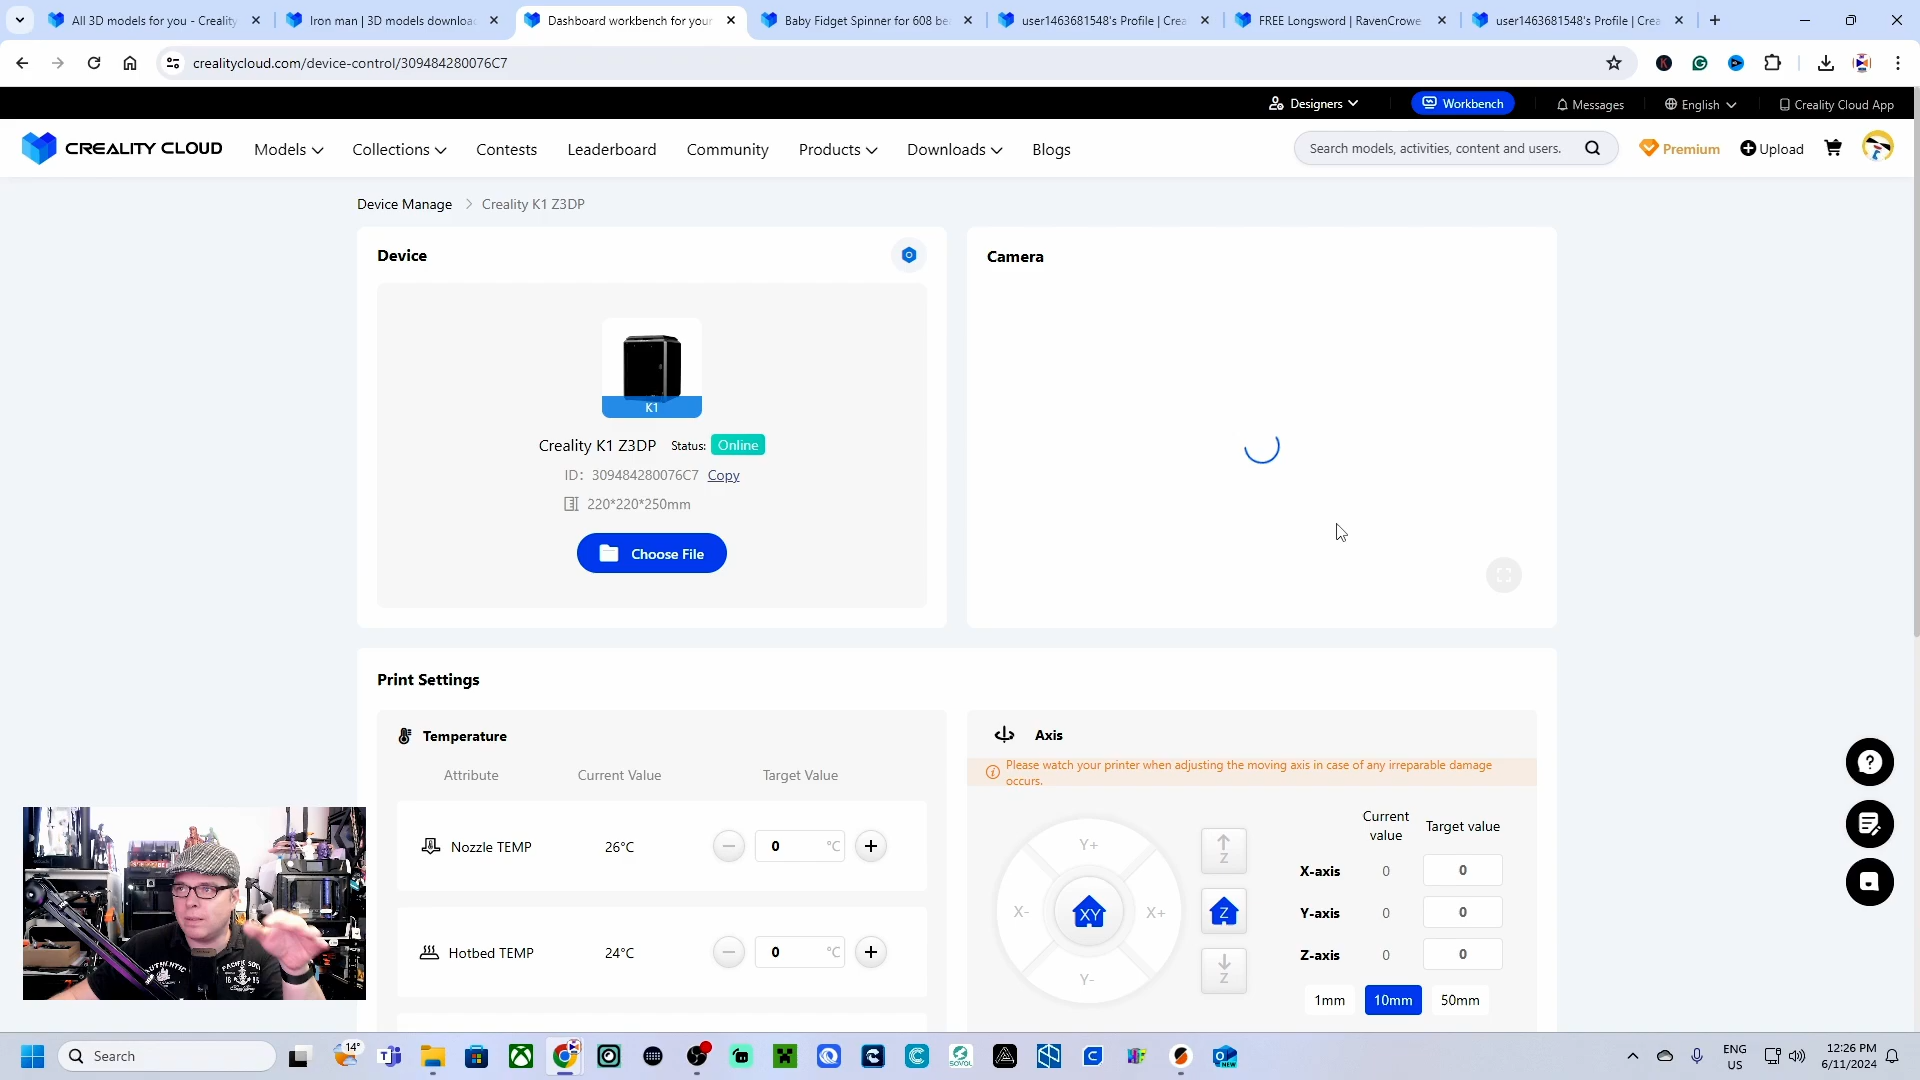 All 3D models for you - Creality
Iron man | 3D models downloa
Dashboard workbench for your
Baby Fidget Spinner for 608 be
user1463681548's Profile | Crea
FREE Longsword | RavenCrowe
user1463681548's Profile | Crea
crealitycloud.com/device-control/309484280076C7
Designers
Workbench
Messages
English
Creality Cloud App
CREALITY CLOUD
Models
Collections
Contests
Leaderboard
Community
Products
Downloads
Blogs
Search models, activities, content and users.
Premium
Upload
Device Manage
Creality K1 Z3DP
Device
Camera
K1
Creality K1 Z3DP Status: Online
ID: 309484280076C7 Copy
220*220*250mm
Choose File
Print Settings
Temperature
Attribute Current Value Target Value
Nozzle TEMP 26°C 0 °C
Hotbed TEMP 24°C 0 °C
Axis
Please watch your printer when adjusting the moving axis in case of any irreparable damage
occurs.
Y+
X-
XY
X+
Y-
Z
Z
Z
Current
value
Target value
X-axis 0 0
Y-axis 0 0
Z-axis 0 0
1mm 10mm 50mm
AUTHENTIC
PACIFIC
18 85
Search
14°
SOVOL
NEW
ENG
US
12:26 PM
6/11/2024